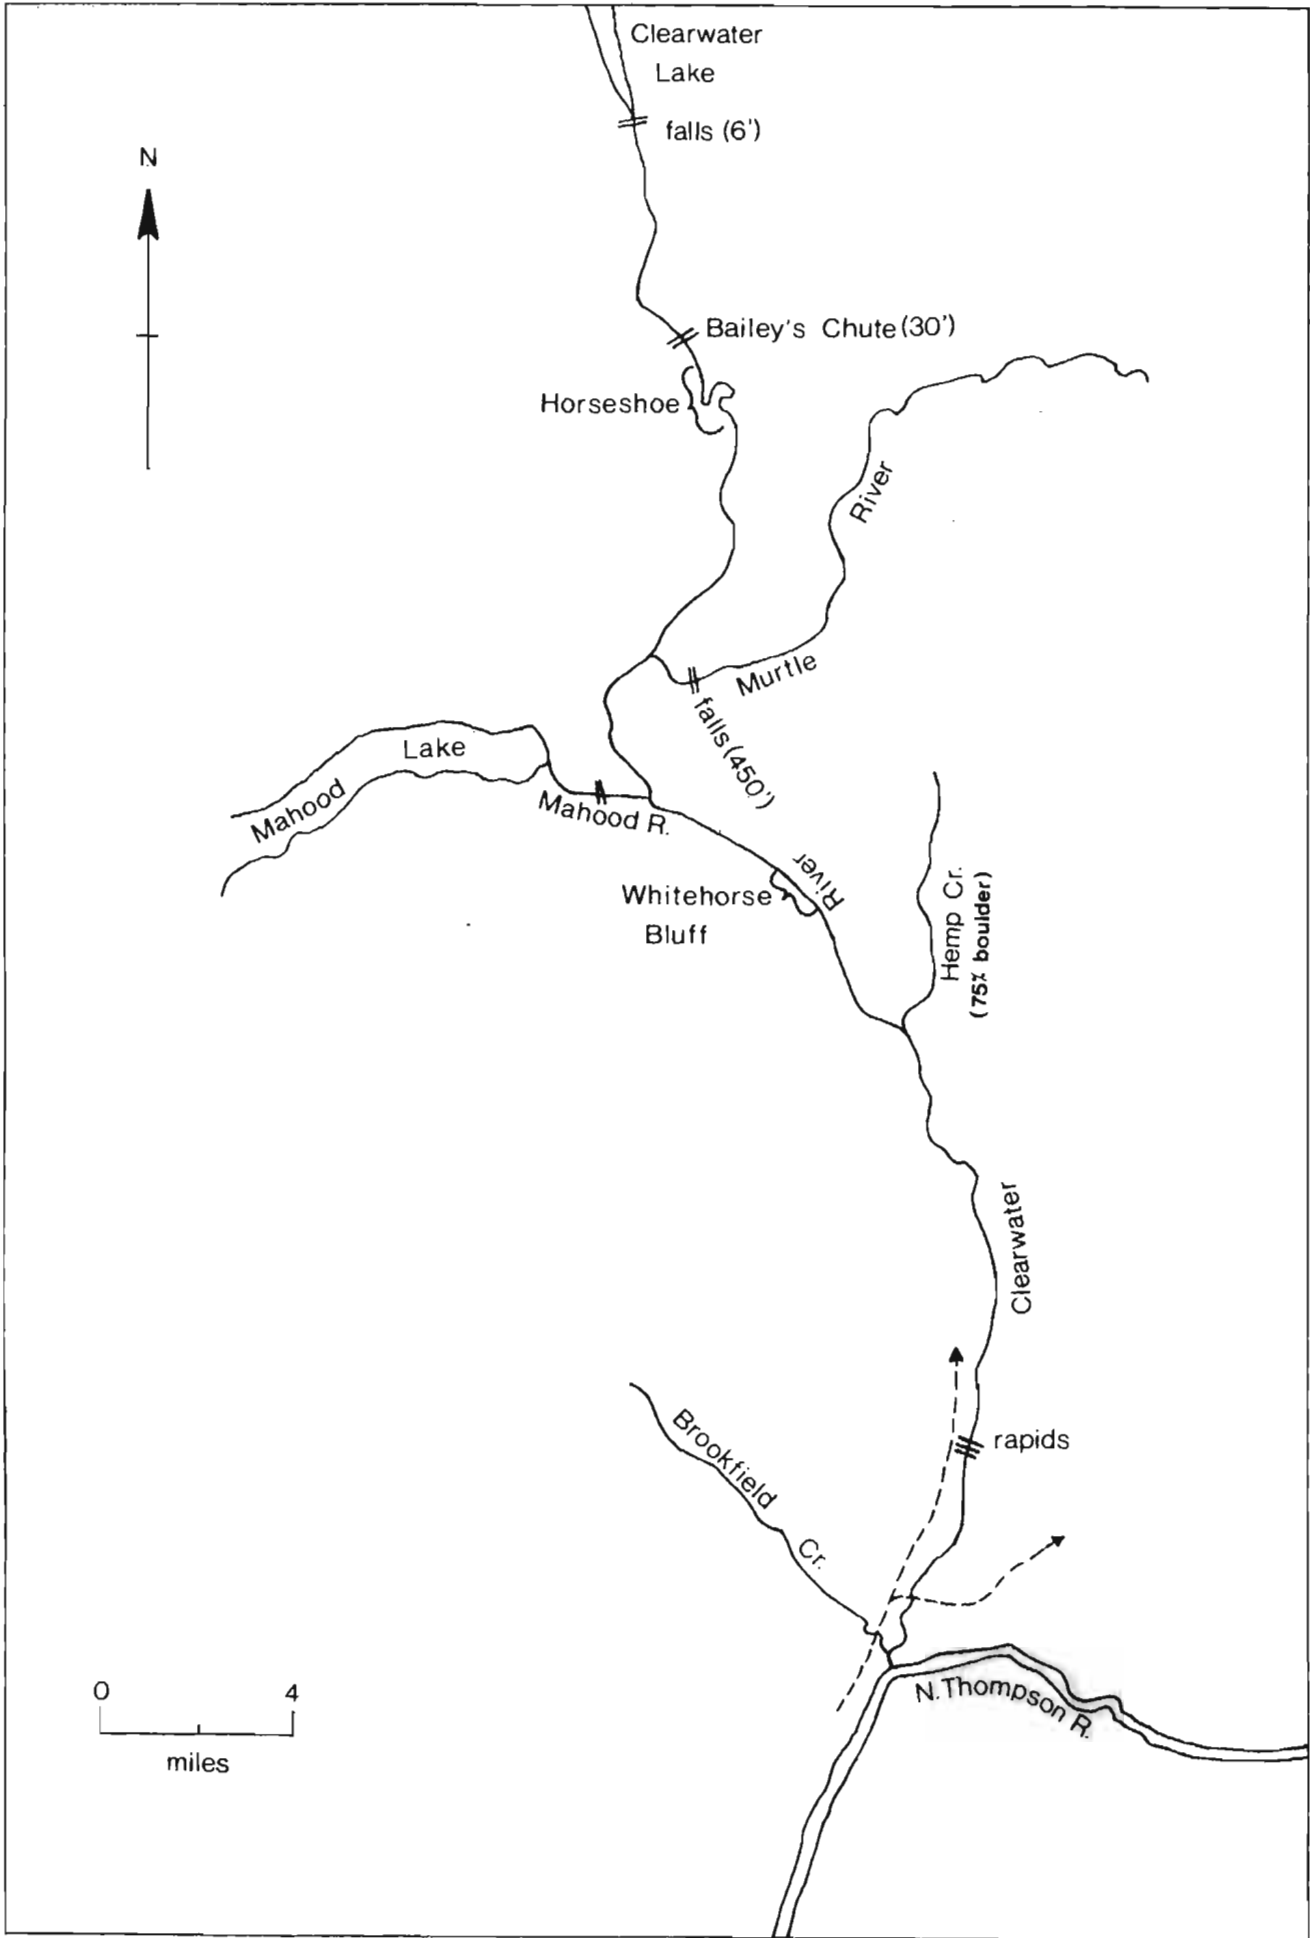 Clearwater
Lake
falls (6')
N
Bailey's Chute (30')
Horseshoe
River
Murtle
falls (450')
Lake
Mahood
Mahood R.
River
Whitehorse
Bluff
Hemp Cr.
(75% boulder)
Clearwater
Brookfield
Cr.
rapids
N. Thompson R.
0 4
miles